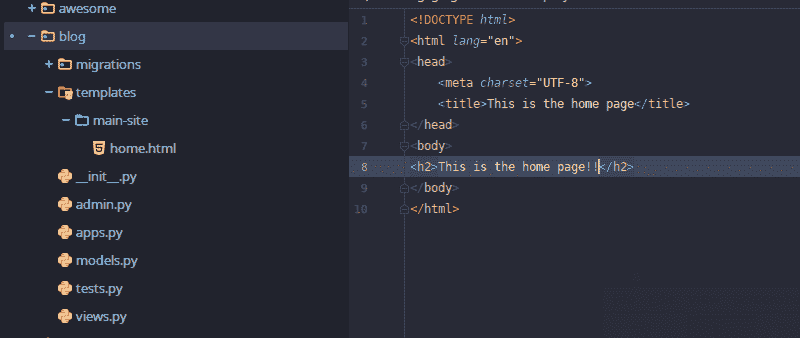 awesome
blog
migrations
templates
main-site
home.html
__init__.py
admin.py
apps.py
models.py
tests.py
views.py
1 <!DOCTYPE html>
2 <html lang="en">
3 <head>
4 <meta charset="UTF-8">
5 <title>This is the home page</title>
6 </head>
7 <body>
8 <h2>This is the home page!!</h2>
9 </body>
10 </html>